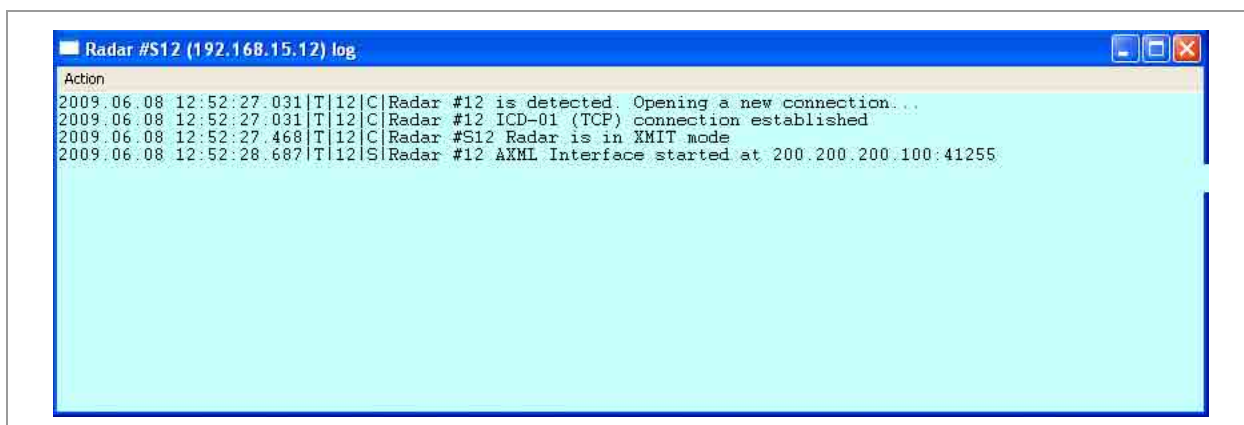 Radar #S12 (192.168.15.12) log
Action
2009.06.08 12:52:27.031|T|12|C|Radar #12 is detected. Opening a new connection...
2009.06.08 12:52:27.031|T|12|C|Radar #12 ICD-01 (TCP) connection established
2009.06.08 12:52:27.468|T|12|C|Radar #S12 Radar is in XMIT mode
2009.06.08 12:52:28.687|T|12|S|Radar #12 AXML Interface started at 200.200.200.100:41255